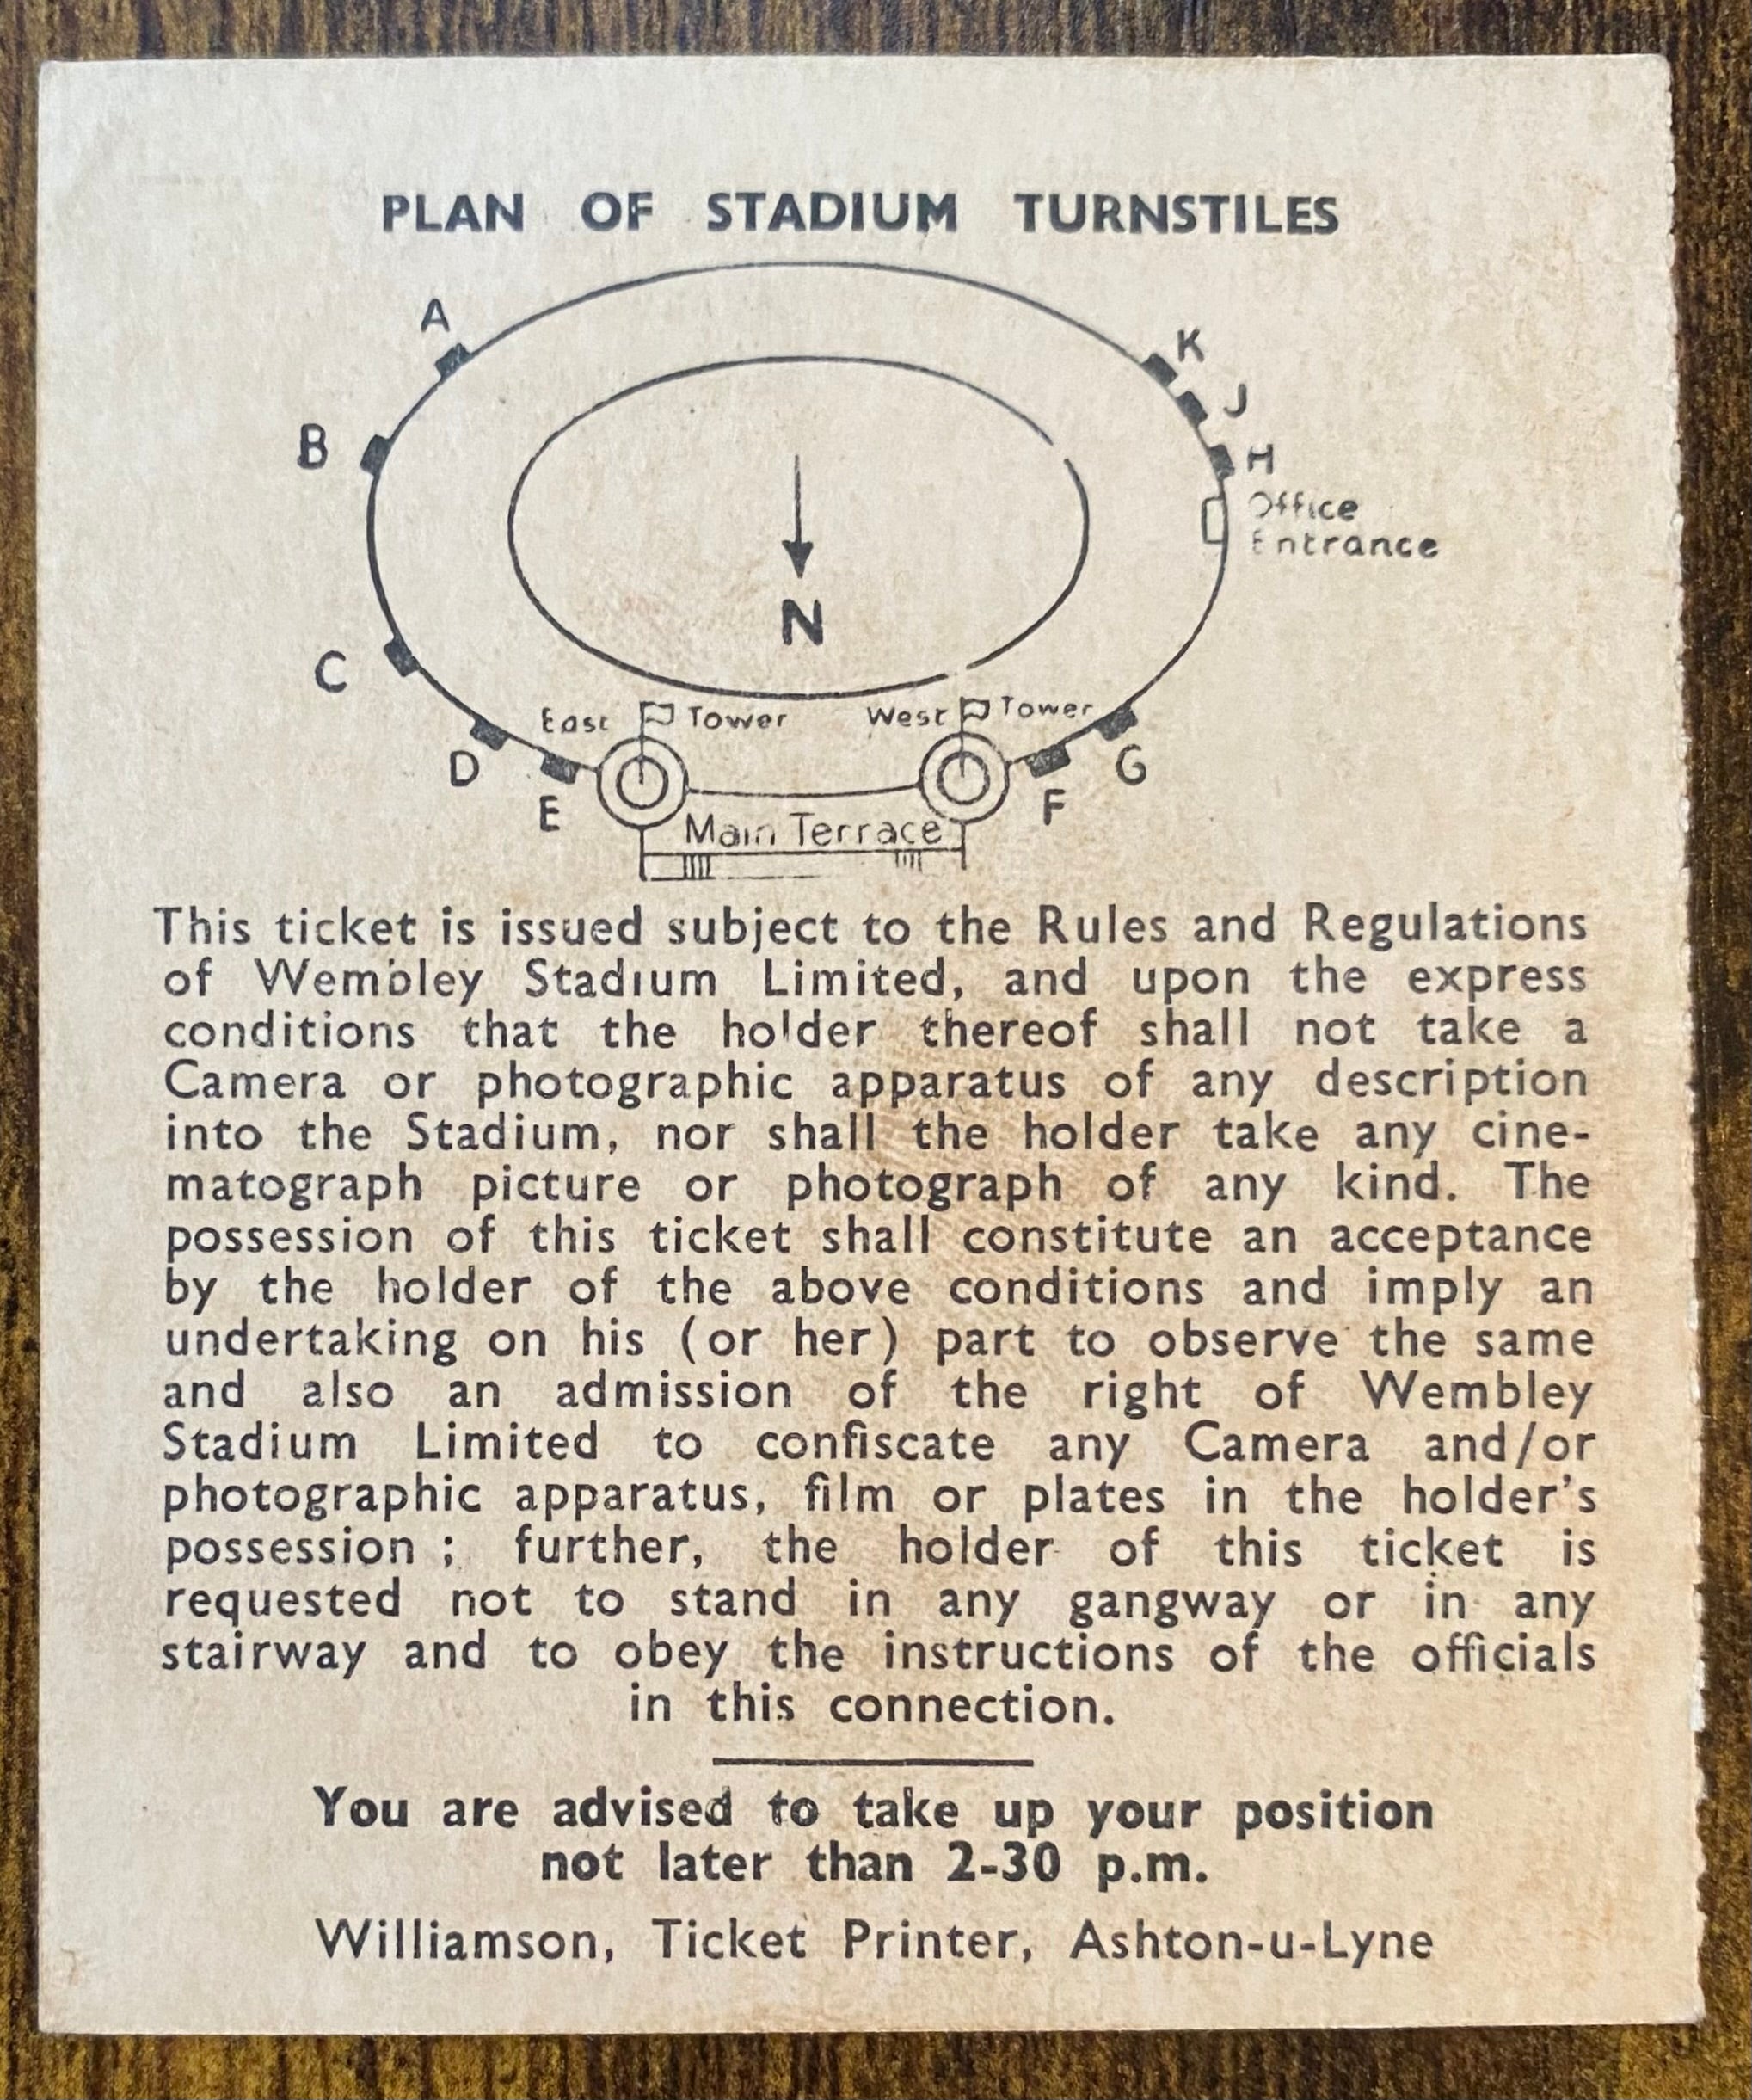 PLAN OF STADIUM TURNSTILES
A
K
J
B
H
Office
Entrance
N
C
East Tower
West Tower
D
G
E
F
Main Terrace
This ticket is issued subject to the Rules and Regulations
of Wembley Stadium Limited, and upon the express
conditions that the holder thereof shall not take a
Camera or photographic apparatus of any description
into the Stadium, nor shall the holder take any cine-
matograph picture or photograph of any kind. The
possession of this ticket shall constitute an acceptance
by the holder of the above conditions and imply an
undertaking on his (or her) part to observe the same
and also an admission of the right of Wembley
Stadium Limited to confiscate any Camera and/or
photographic apparatus, film or plates in the holder's
possession ; further, the holder of this ticket is
requested not to stand in any gangway or in any
stairway and to obey the instructions of the officials
in this connection.
You are advised to take up your position
not later than 2-30 p.m.
Williamson, Ticket Printer, Ashton-u-Lyne